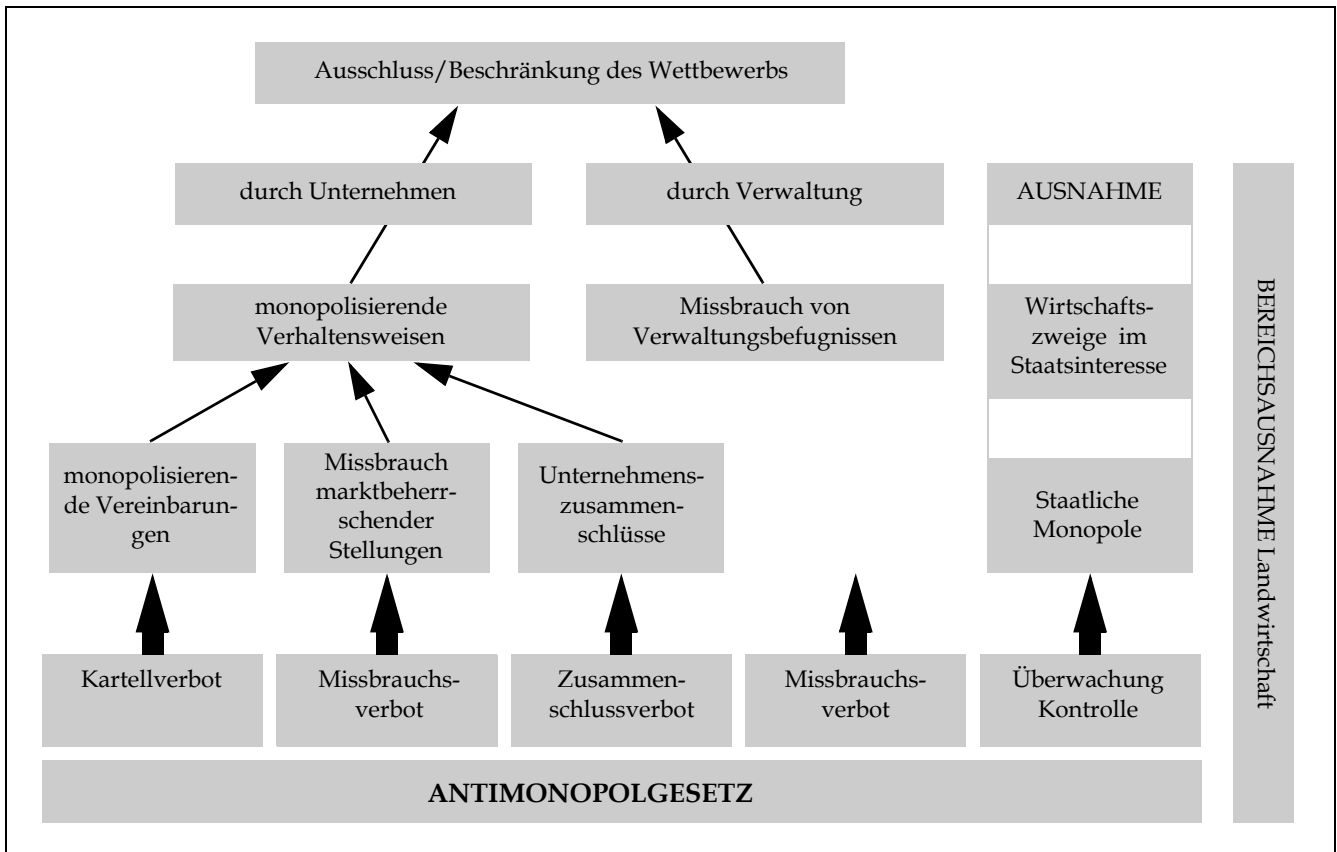 Ausschluss/Beschränkung des Wettbewerbs
durch Unternehmen
durch Verwaltung
AUSNAHME
monopolisierende
Verhaltensweisen
Missbrauch von
Verwaltungsbefugnissen
Wirtschafts-
zweige im
Staatsinteresse
monopolisieren-
de Vereinbarun-
gen
Missbrauch
marktbeherr-
schender
Stellungen
Unternehmens-
zusammen-
schlüsse
Staatliche
Monopole
Kartellverbot
Missbrauchs-
verbot
Zusammen-
schlussverbot
Missbrauchs-
verbot
Überwachung
Kontrolle
ANTIMONOPOLGESETZ
BEREICHSAUSNAHME Landwirtschaft